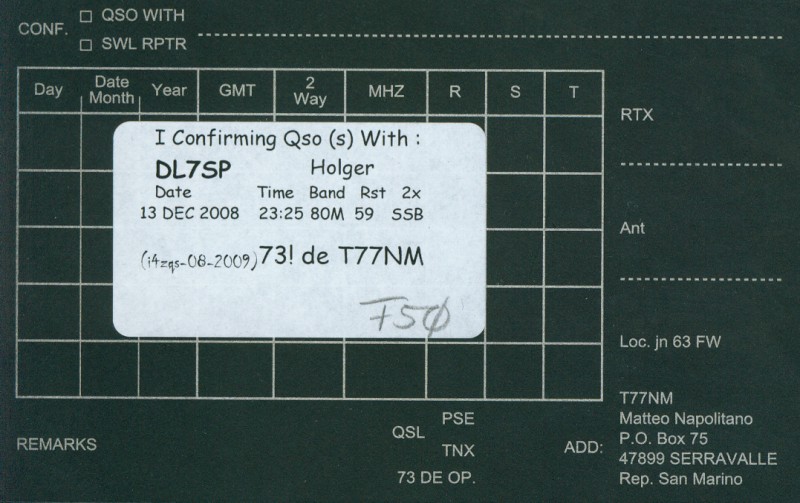 CONF. □ QSO WITH
□ SWL RPTR
Day Date Month Year GMT 2 Way MHZ R S T
RTX
I Confirming Qso (s) With :
DL7SP Holger
Date Time Band Rst 2x
13 DEC 2008 23:25 80M 59 SSB
(i4zqs-08-2009) 73! de T77NM
F50
Ant
Loc. jn 63 FW
REMARKS
QSL PSE
TNX
73 DE OP.
ADD:
T77NM
Matteo Napolitano
P.O. Box 75
47899 SERRAVALLE
Rep. San Marino